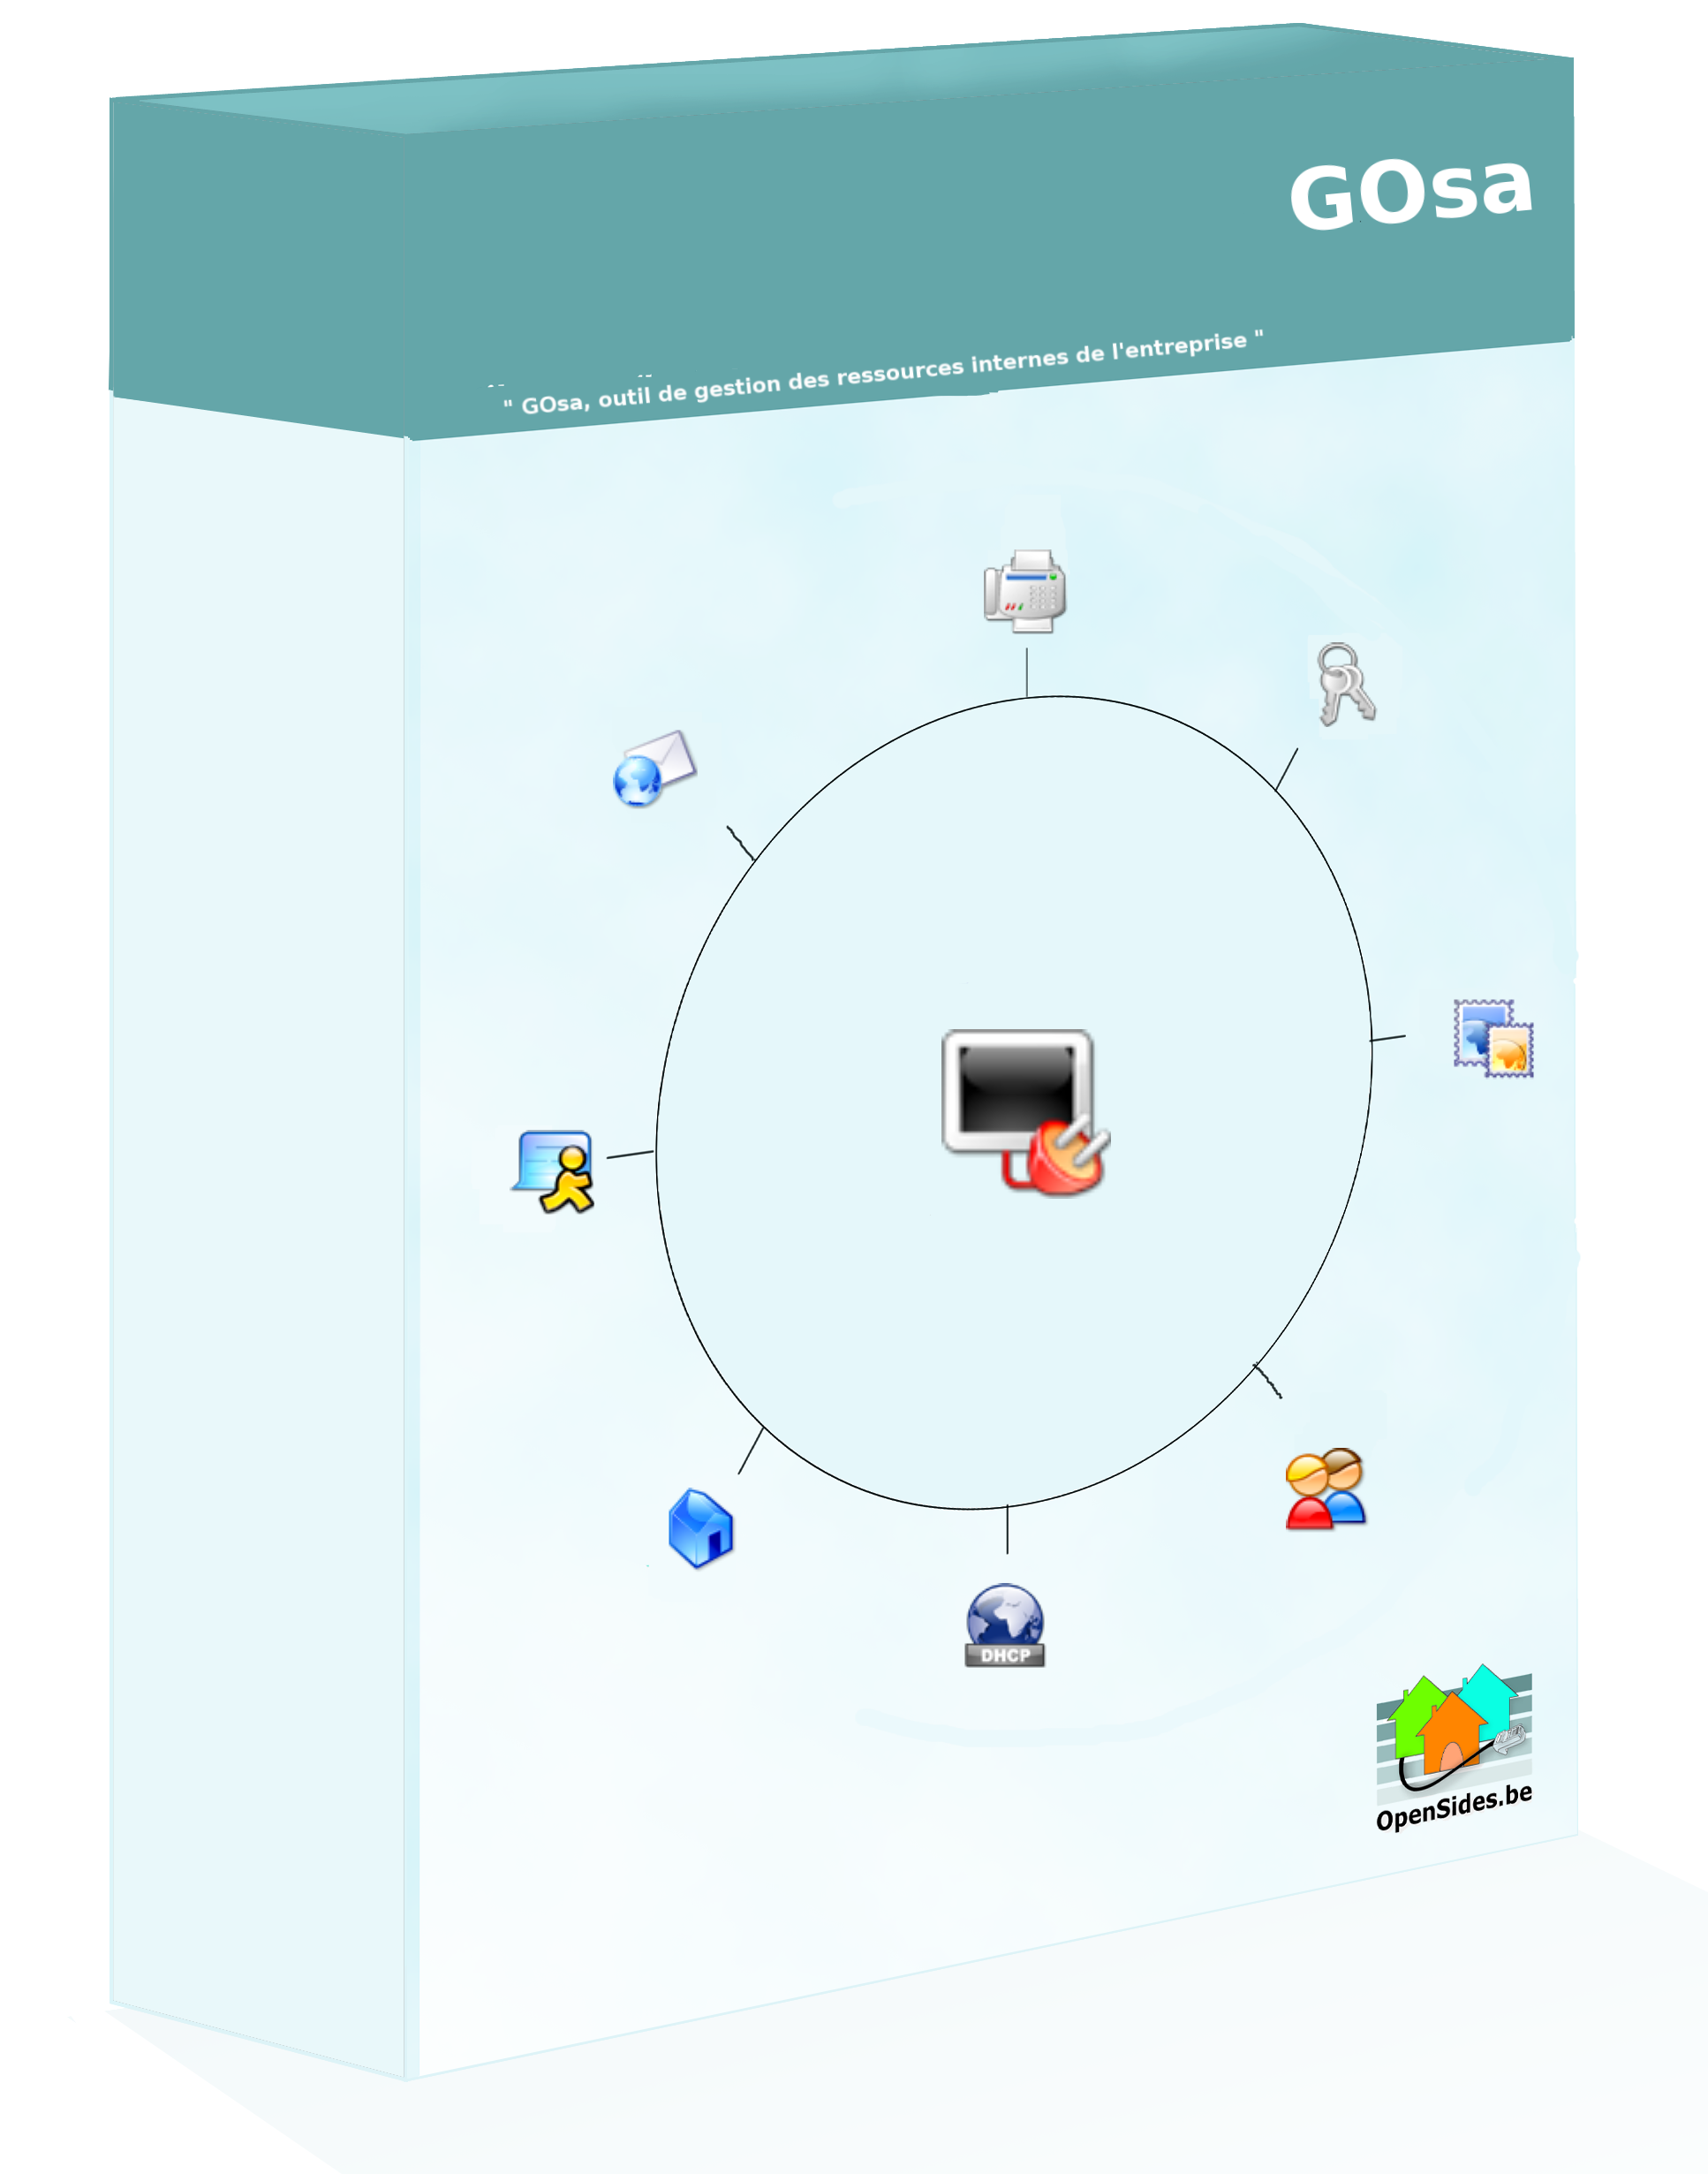 GOsa
" GOsa, outil de gestion des ressources internes de l'entreprise "
DHCP
OpenSides.be